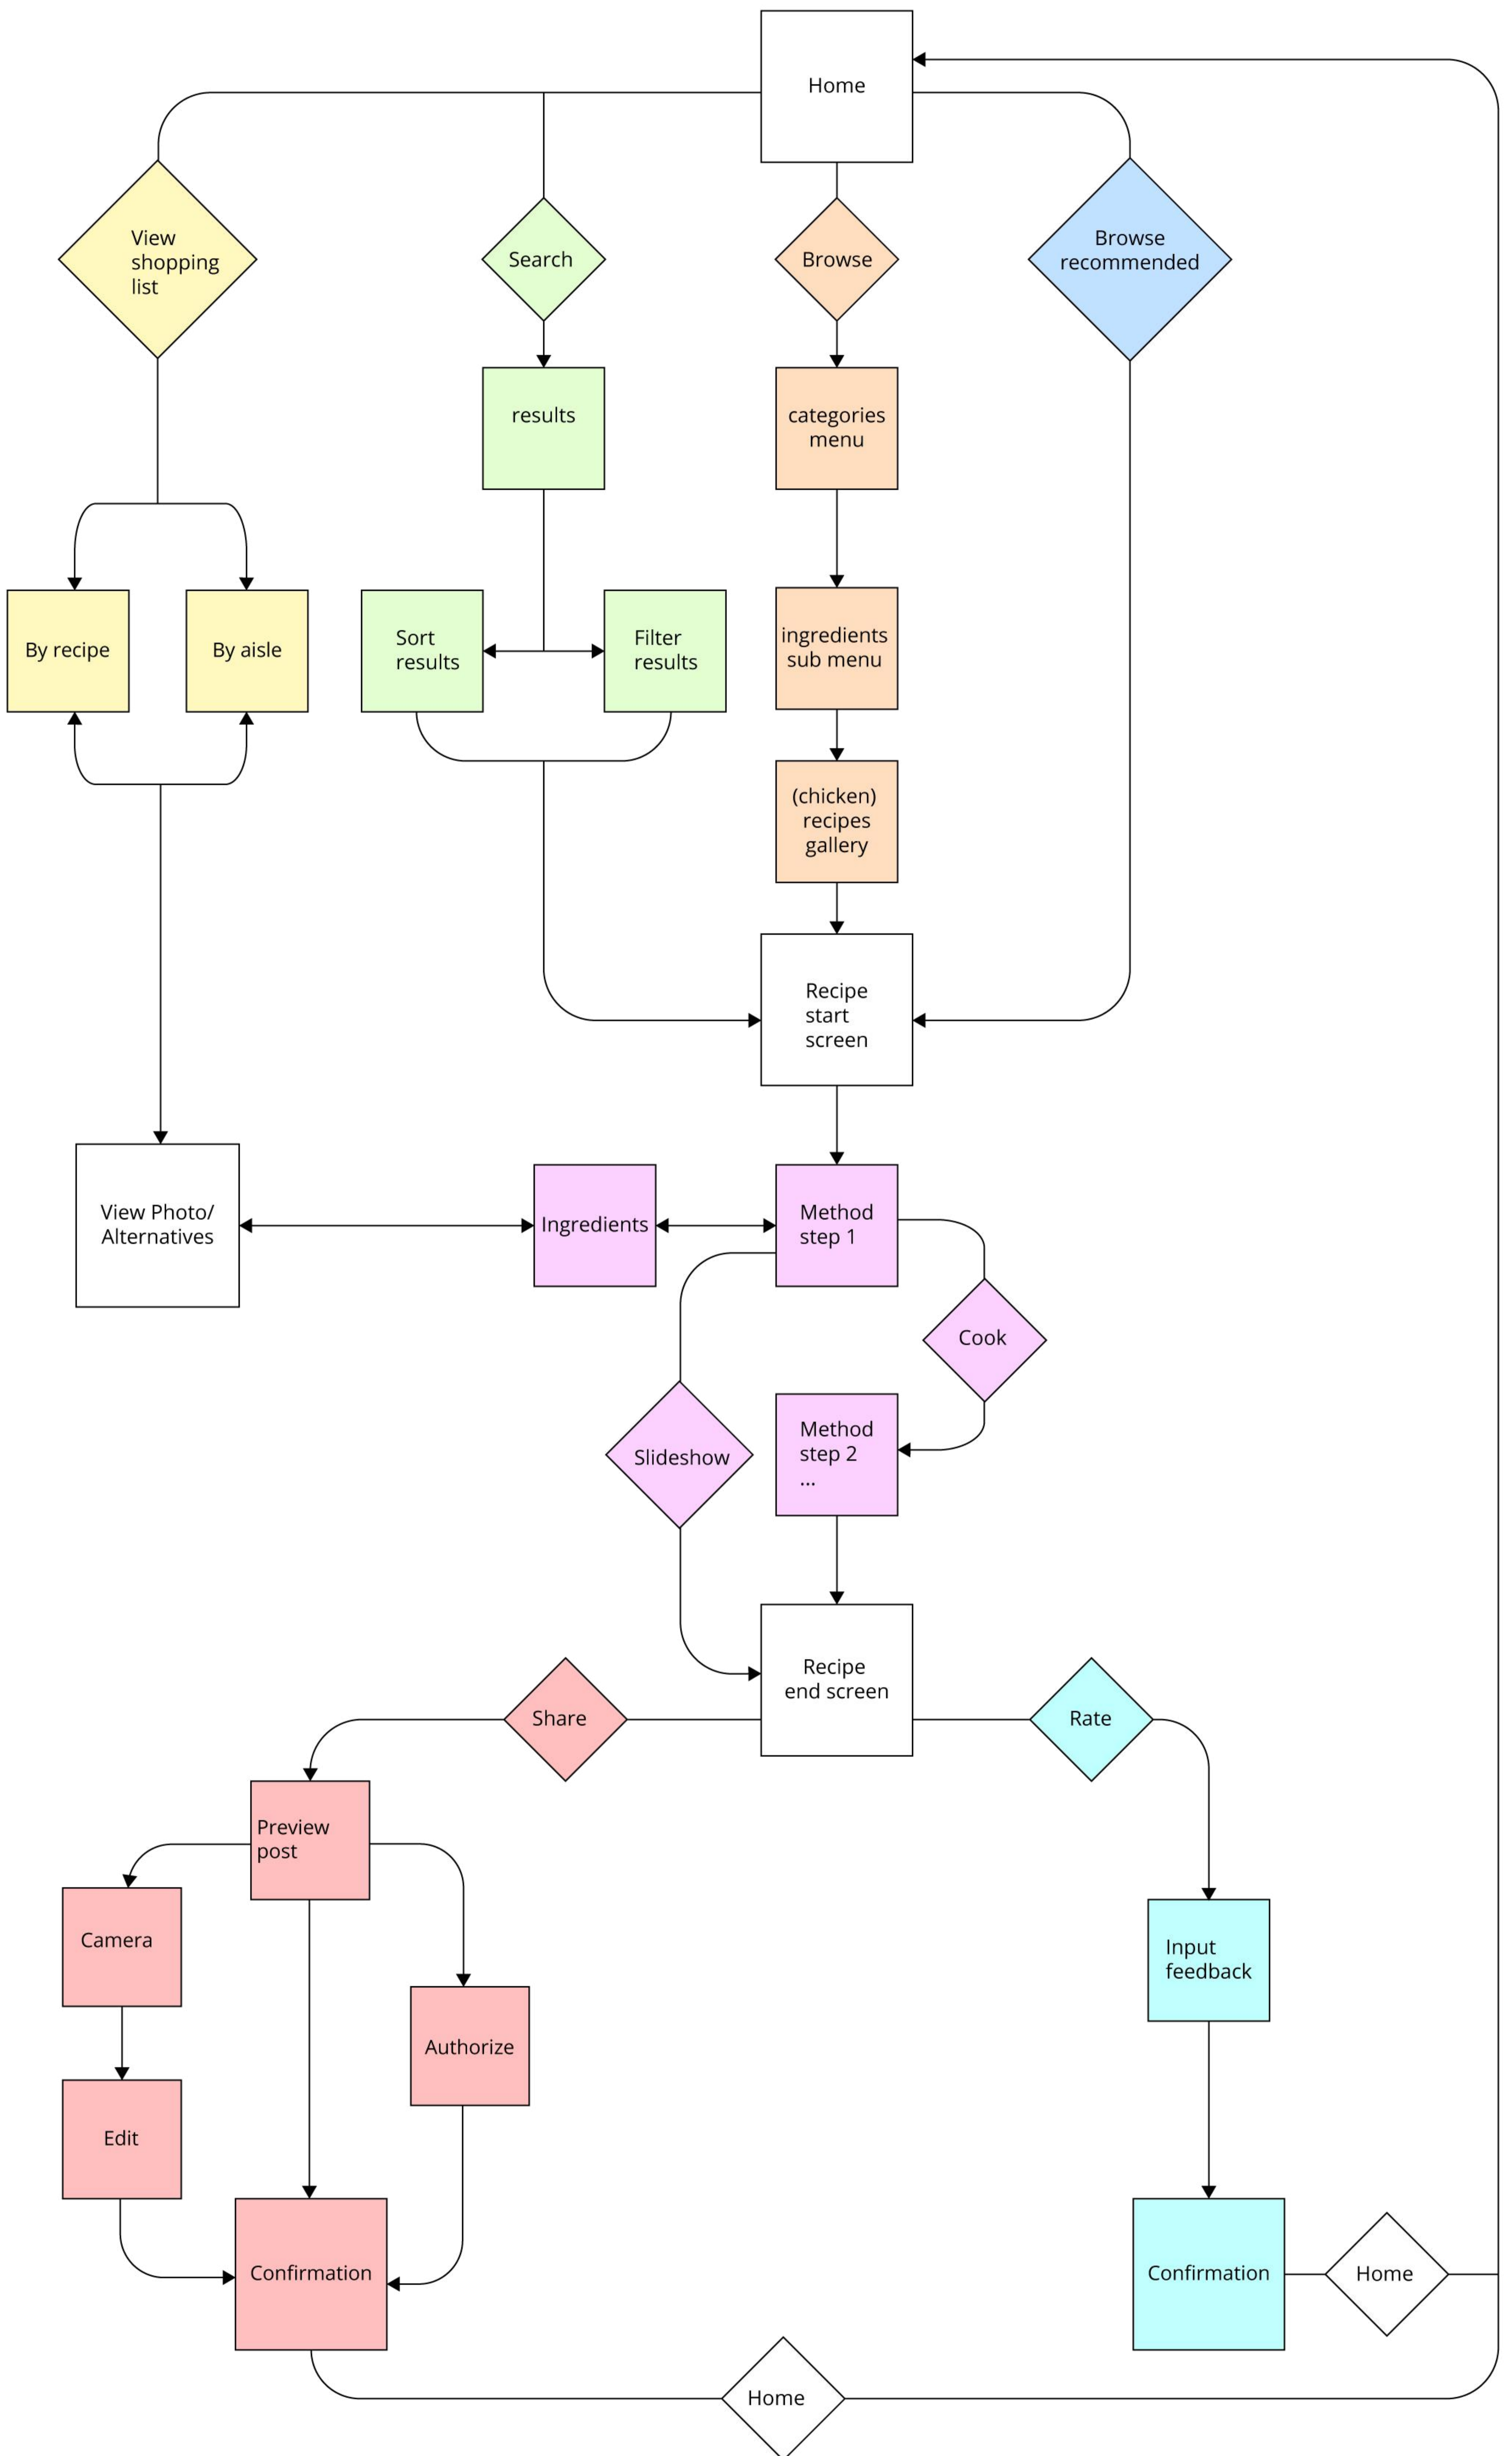 Home
View
shopping
list
Search
Browse
Browse
recommended
results
categories
menu
By recipe
By aisle
Sort
results
Filter
results
ingredients
sub menu
(chicken)
recipes
gallery
Recipe
start
screen
View Photo/
Alternatives
Ingredients
Method
step 1
Cook
Slideshow
Method
step 2
...
Recipe
end screen
Share
Rate
Preview
post
Camera
Input
feedback
Authorize
Edit
Confirmation
Confirmation
Home
Home